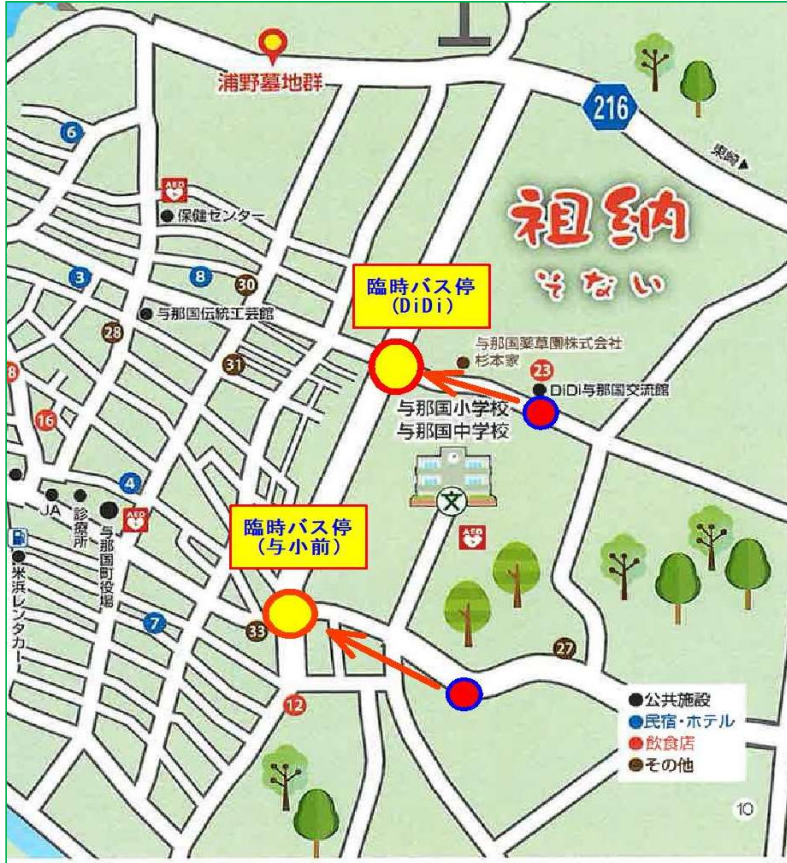 浦野墓地群
216
東崎▲
6
AED
保健センター
祖納
そない
3
8
30
臨時バス停
(DiDi)
与那国伝統工芸館
28
31
与那国薬草園株式会社
杉本家
23
DiDi与那国交流館
8
16
与那国小学校
与那国中学校
文
AED
4
JA
診療所
与那国町役場
AED
臨時バス停
(与小前)
米浜レンタカー
7
33
27
12
●公共施設
●民宿・ホテル
●飲食店
●その他
10